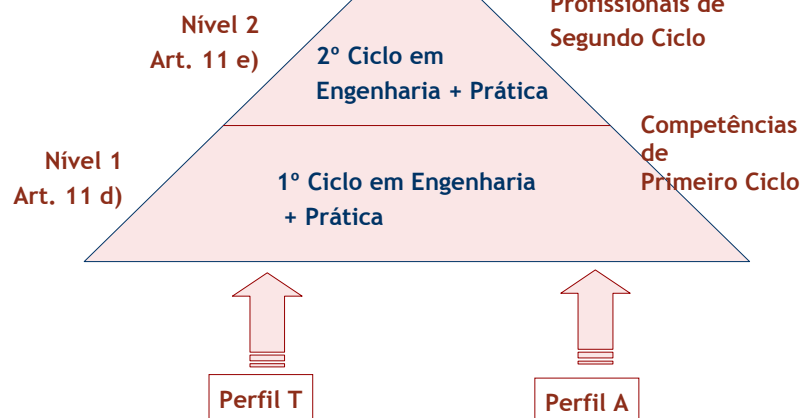 Profissionais de
Segundo Ciclo
Nível 2
Art. 11 e)
2º Ciclo em
Engenharia + Prática
Competências
de
Primeiro Ciclo
Nível 1
Art. 11 d)
1º Ciclo em Engenharia
+ Prática
Perfil T
Perfil A